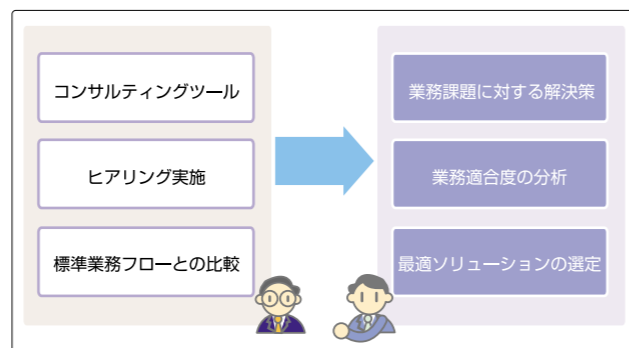 コンサルティングツール
ヒアリング実施
標準業務フローとの比較
業務課題に対する解決策
業務適合度の分析
最適ソリューションの選定